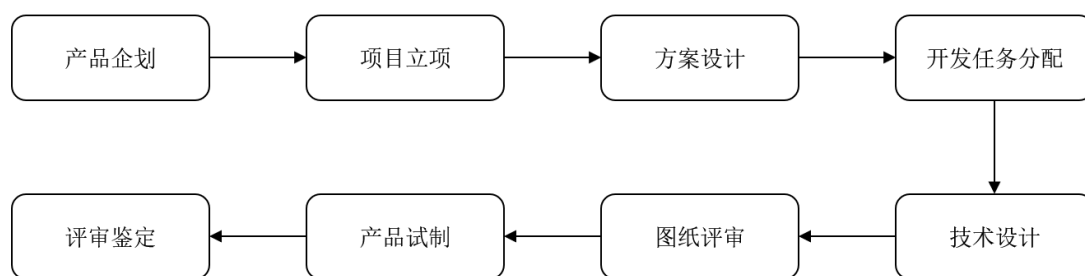 产品企划
项目立项
方案设计
开发任务分配
技术设计
图纸评审
产品试制
评审鉴定